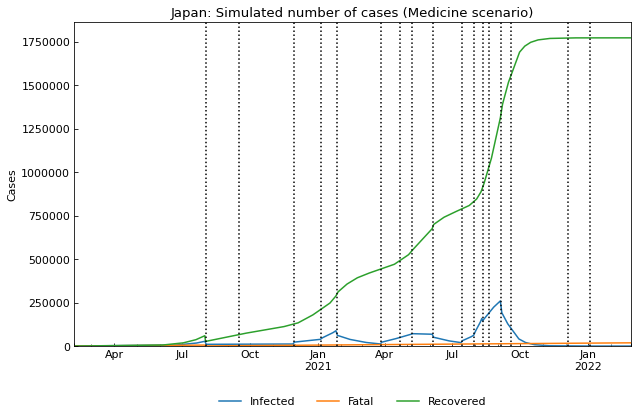 Japan: Simulated number of cases (Medicine scenario)
Cases
1750000
1500000
1250000
1000000
750000
500000
250000
0
Apr Jul Oct Jan Apr Jul Oct Jan
2021 2022
Infected Fatal Recovered